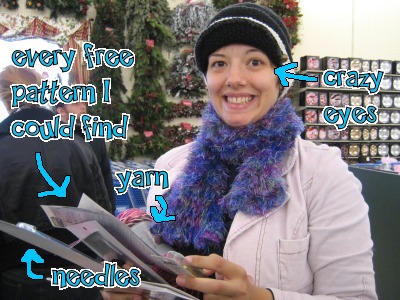 every free
pattern I
could find
crazy
eyes
yarn
needles